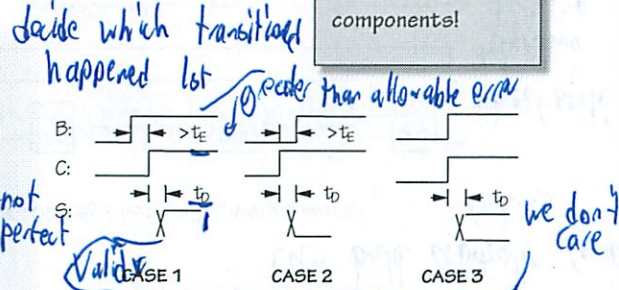 components!
decide which transitioned
happened 1st
greater than allowable error
B: >tE >tE
C:
tD tD tD
S:
not
perfect
we don't
care
Valid
CASE 1 CASE 2 CASE 3